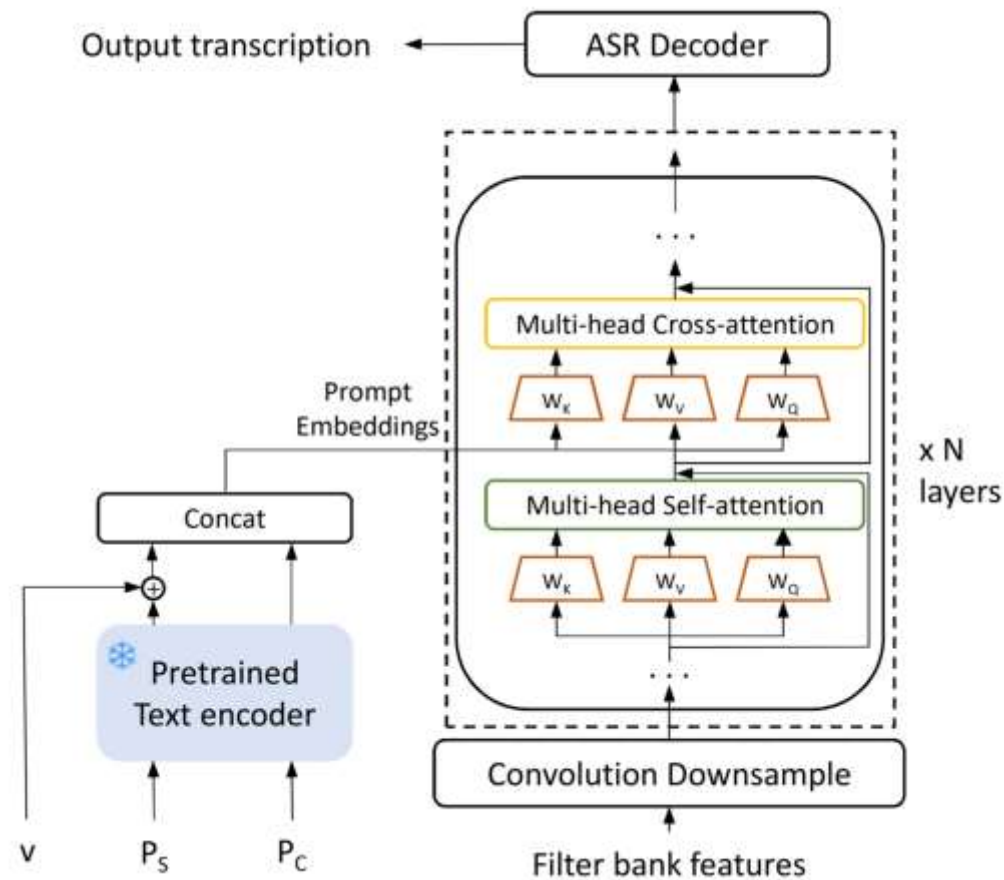 Output transcription
ASR Decoder
. . .
Multi-head Cross-attention
W_K W_V W_Q
Prompt
Embeddings
x N
layers
Concat
Multi-head Self-attention
+
W_K W_V W_Q
Pretrained
Text encoder
. . .
Convolution Downsample
v P_S P_C
Filter bank features